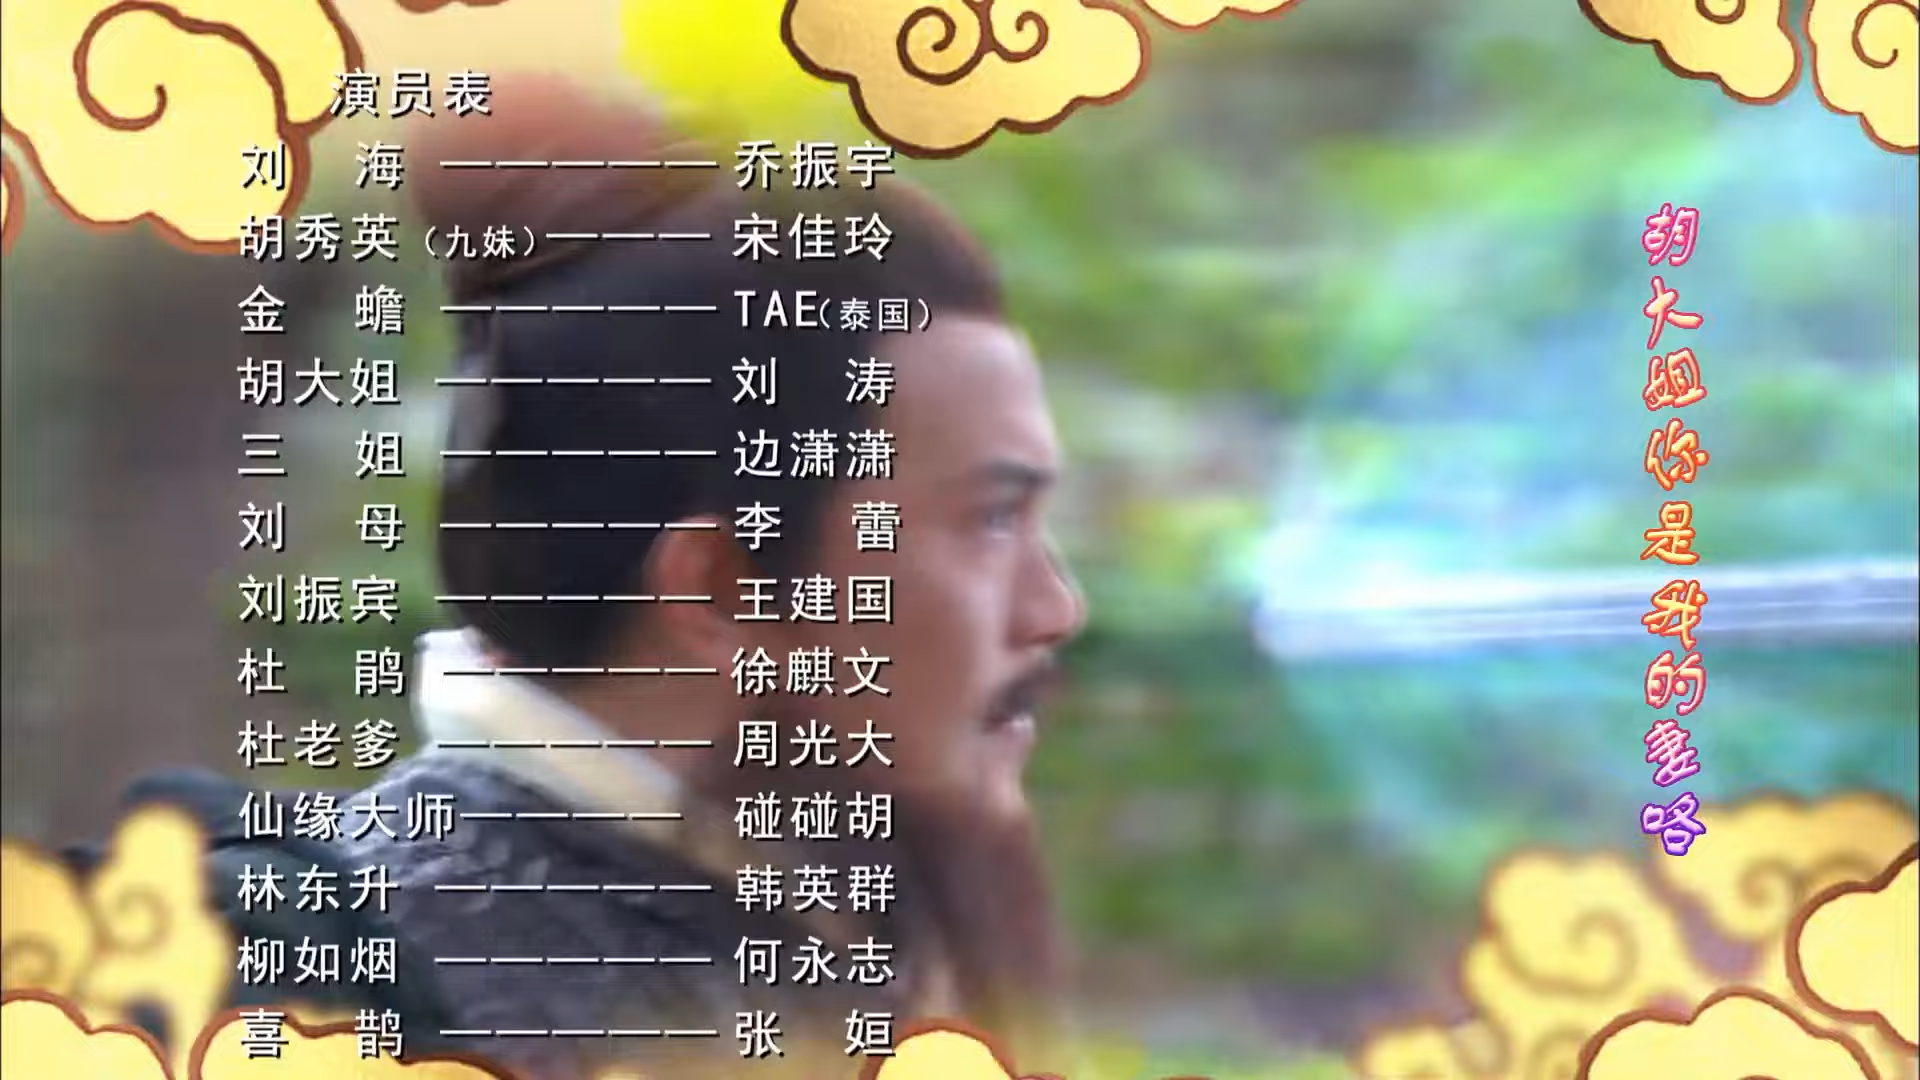 演员表
刘 海 ————— 乔振宇
胡秀英（九妹）——— 宋佳玲
金 蟾 ————— TAE（泰国）
胡大姐 ————— 刘 涛
三 姐 ————— 边潇潇
刘 母 ————— 李 蕾
刘振宾 ————— 王建国
杜 鹃 ————— 徐麒文
杜老爹 ————— 周光大
仙缘大师———— 碰碰胡
林东升 ————— 韩英群
柳如烟 ————— 何永志
喜 鹊 ————— 张 姮
胡大姐你是我的妻咯